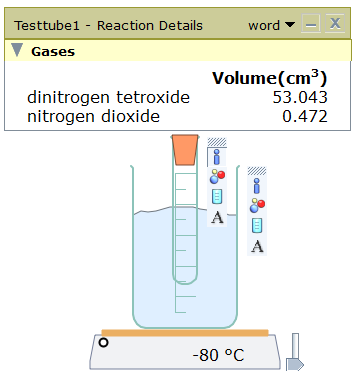 Testtube1 - Reaction Details word
Gases
Volume(cm³)
dinitrogen tetroxide 53.043
nitrogen dioxide 0.472
A
A
-80 °C